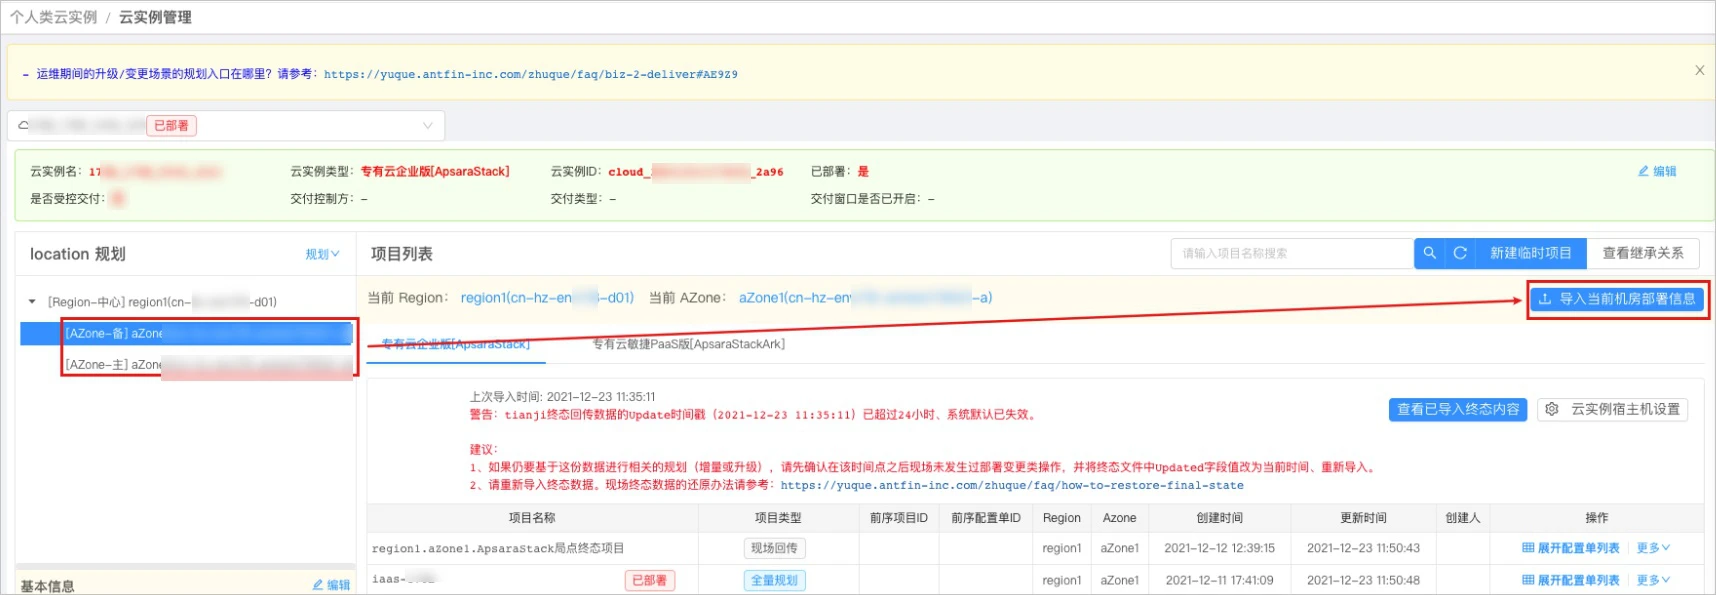 个人类云实例 / 云实例管理
- 运维期间的升级/变更场景的规划入口在哪里? 请参考: https://yuque.antfin-inc.com/zhuque/faq/biz-2-deliver#AE9Z9
已部署
云实例名: 17 云实例类型: 专有云企业版[ApsaraStack] 云实例ID: cloud_ _2a96 已部署: 是 编辑
是否受控交付: 交付控制方: - 交付类型: - 交付窗口是否已开启: -
location 规划 规划 项目列表 请输入项目名称搜索 新建临时项目 查看继承关系
[Region-中心] region1(cn- -d01) 当前 Region: region1(cn-hz-en -d01) 当前 AZone: aZone1(cn-hz-en -a) 导入当前机房部署信息
[AZone-备] aZone
专有云企业版[ApsaraStack] 专有云敏捷PaaS版[ApsaraStackArk]
[AZone-主] aZone
上次导入时间: 2021-12-23 11:35:11
警告: tianji终态回传数据的Update时间戳 (2021-12-23 11:35:11) 已超过24小时、系统默认已失效。
查看已导入终态内容 云实例宿主机设置
建议:
1、如果仍要基于这份数据进行相关的规划 (增量或升级) , 请先确认在该时间点之后现场未发生过部署变更类操作, 并将终态文件中Updated字段值改为当前时间、重新导入。
2、请重新导入终态数据。现场终态数据的还原办法请参考: https://yuque.antfin-inc.com/zhuque/faq/how-to-restore-final-state
项目名称 项目类型 前序项目ID 前序配置单ID Region Azone 创建时间 更新时间 创建人 操作
region1.aZone1.ApsaraStack局点终态项目 现场回传 region1 aZone1 2021-12-12 12:39:15 2021-12-23 11:50:43 展开配置单列表 更多
iaas- 已部署 全量规划 region1 aZone1 2021-12-11 17:41:09 2021-12-23 11:50:48 展开配置单列表 更多
基本信息 编辑